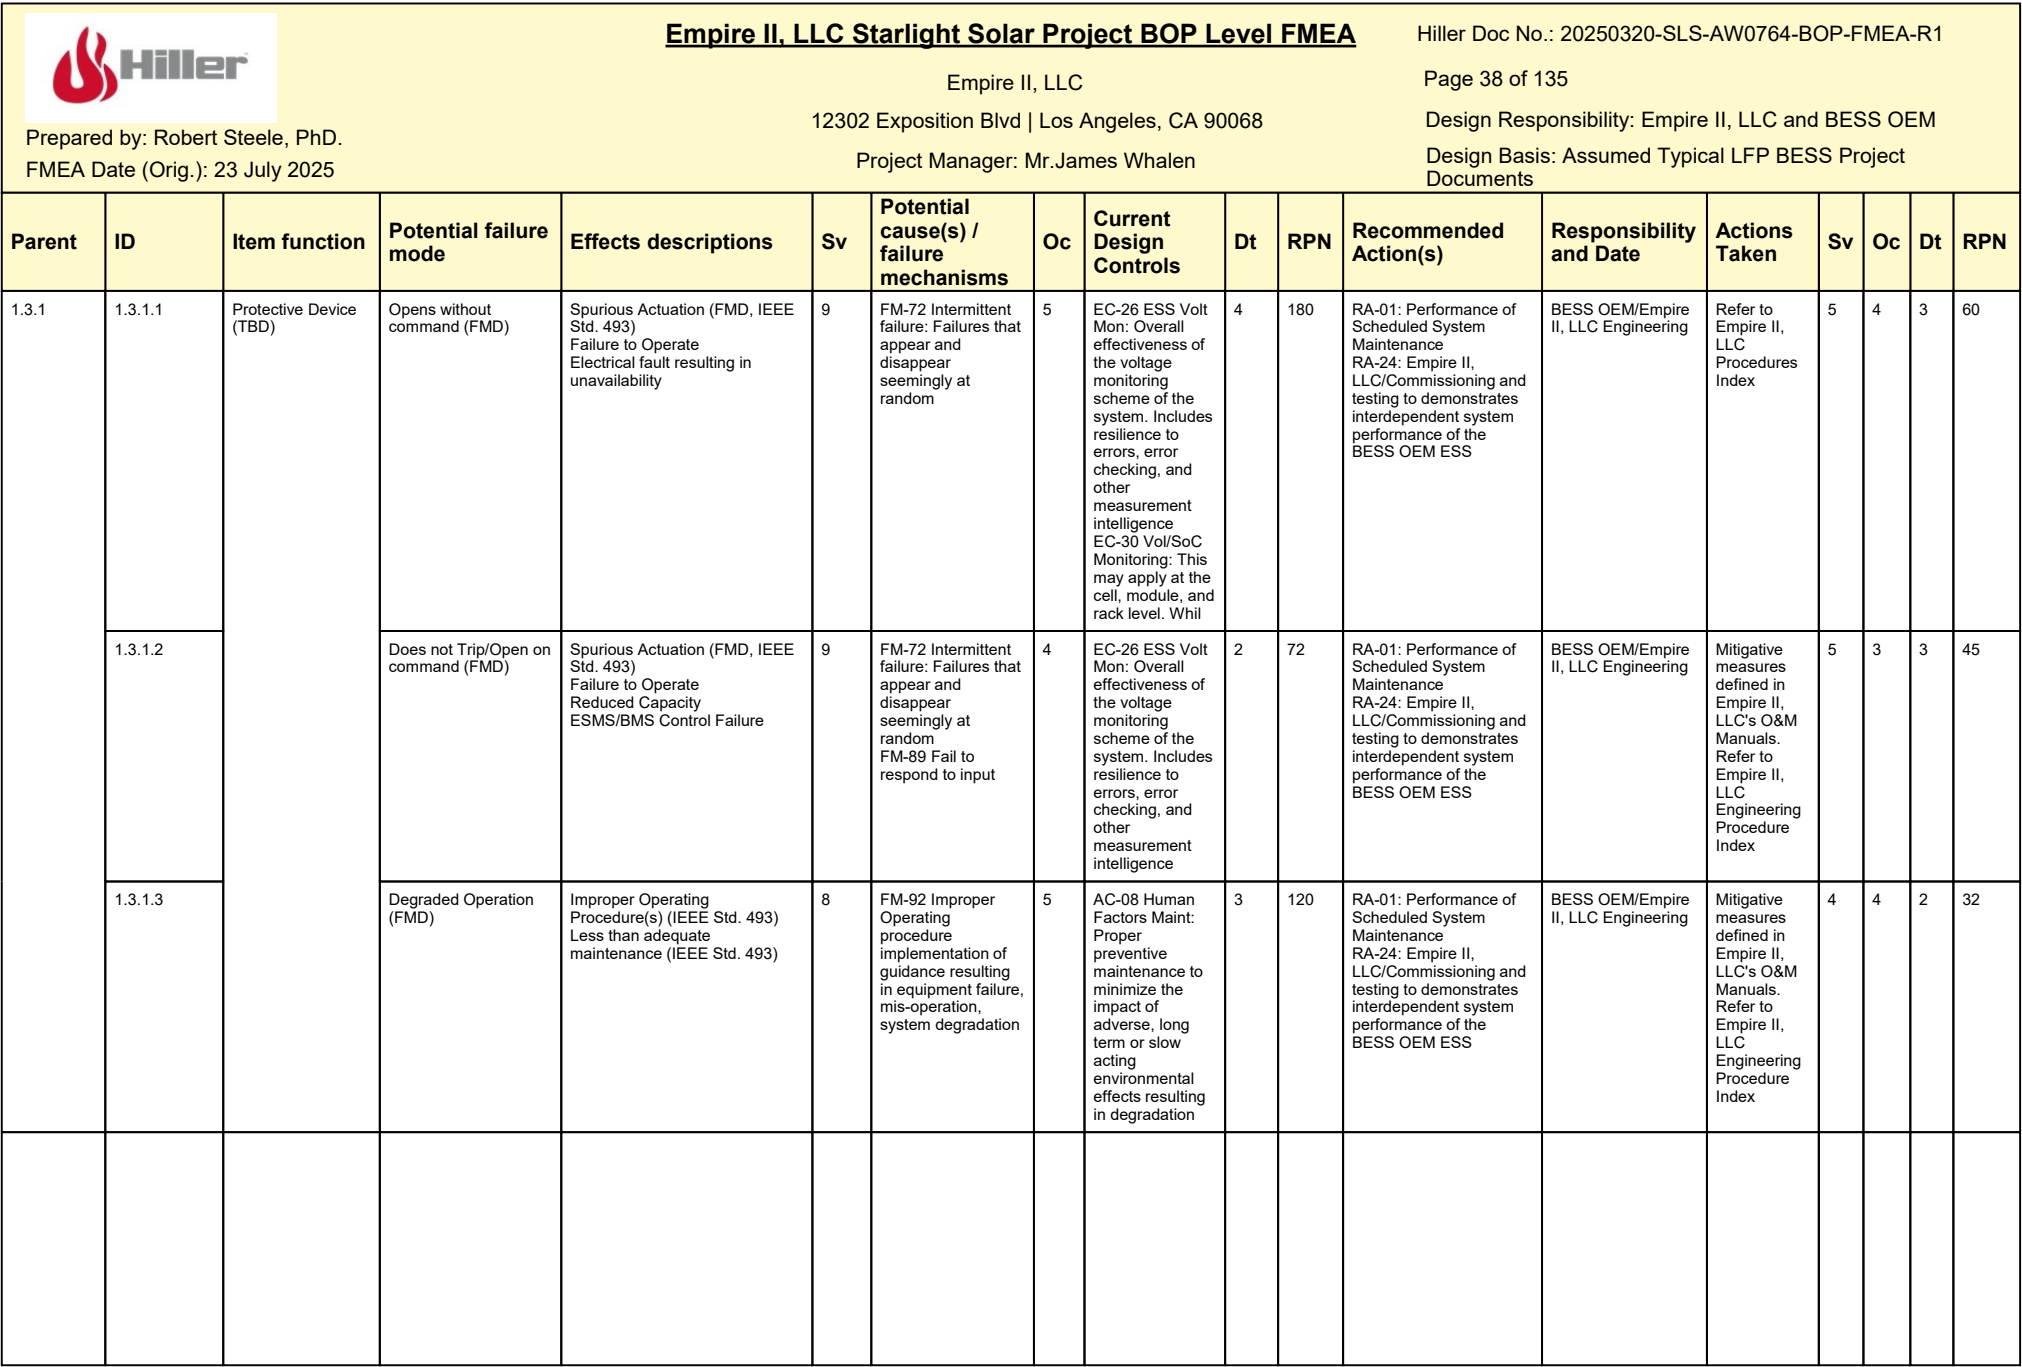 Hiller
Prepared by: Robert Steele, PhD.
FMEA Date (Orig.): 23 July 2025
Empire II, LLC Starlight Solar Project BOP Level FMEA
Empire II, LLC
12302 Exposition Blvd | Los Angeles, CA 90068
Project Manager: Mr.James Whalen
Hiller Doc No.: 20250320-SLS-AW0764-BOP-FMEA-R1
Page 38 of 135
Design Responsibility: Empire II, LLC and BESS OEM
Design Basis: Assumed Typical LFP BESS Project
Documents
Parent
ID
Item function
Potential failure
mode
Effects descriptions
Sv
Potential
cause(s) /
failure
mechanisms
Oc
Current
Design
Controls
Dt
RPN
Recommended
Action(s)
Responsibility
and Date
Actions
Taken
Sv
Oc
Dt
RPN
1.3.1
1.3.1.1
Protective Device
(TBD)
Opens without
command (FMD)
Spurious Actuation (FMD, IEEE
Std. 493)
Failure to Operate
Electrical fault resulting in
unavailability
9
FM-72 Intermittent
failure: Failures that
appear and
disappear
seemingly at
random
5
EC-26 ESS Volt
Mon: Overall
effectiveness of
the voltage
monitoring
scheme of the
system. Includes
resilience to
errors, error
checking, and
other
measurement
intelligence
EC-30 Vol/SoC
Monitoring: This
may apply at the
cell, module, and
rack level. Whil
4
180
RA-01: Performance of
Scheduled System
Maintenance
RA-24: Empire II,
LLC/Commissioning and
testing to demonstrates
interdependent system
performance of the
BESS OEM ESS
BESS OEM/Empire
II, LLC Engineering
Refer to
Empire II,
LLC
Procedures
Index
5
4
3
60
1.3.1.2
Does not Trip/Open on
command (FMD)
Spurious Actuation (FMD, IEEE
Std. 493)
Failure to Operate
Reduced Capacity
ESMS/BMS Control Failure
9
FM-72 Intermittent
failure: Failures that
appear and
disappear
seemingly at
random
FM-89 Fail to
respond to input
4
EC-26 ESS Volt
Mon: Overall
effectiveness of
the voltage
monitoring
scheme of the
system. Includes
resilience to
errors, error
checking, and
other
measurement
intelligence
2
72
RA-01: Performance of
Scheduled System
Maintenance
RA-24: Empire II,
LLC/Commissioning and
testing to demonstrates
interdependent system
performance of the
BESS OEM ESS
BESS OEM/Empire
II, LLC Engineering
Mitigative
measures
defined in
Empire II,
LLC's O&M
Manuals.
Refer to
Empire II,
LLC
Engineering
Procedure
Index
5
3
3
45
1.3.1.3
Degraded Operation
(FMD)
Improper Operating
Procedure(s) (IEEE Std. 493)
Less than adequate
maintenance (IEEE Std. 493)
8
FM-92 Improper
Operating
procedure
implementation of
guidance resulting
in equipment failure,
mis-operation,
system degradation
5
AC-08 Human
Factors Maint:
Proper
preventive
maintenance to
minimize the
impact of
adverse, long
term or slow
acting
environmental
effects resulting
in degradation
3
120
RA-01: Performance of
Scheduled System
Maintenance
RA-24: Empire II,
LLC/Commissioning and
testing to demonstrates
interdependent system
performance of the
BESS OEM ESS
BESS OEM/Empire
II, LLC Engineering
Mitigative
measures
defined in
Empire II,
LLC's O&M
Manuals.
Refer to
Empire II,
LLC
Engineering
Procedure
Index
4
4
2
32